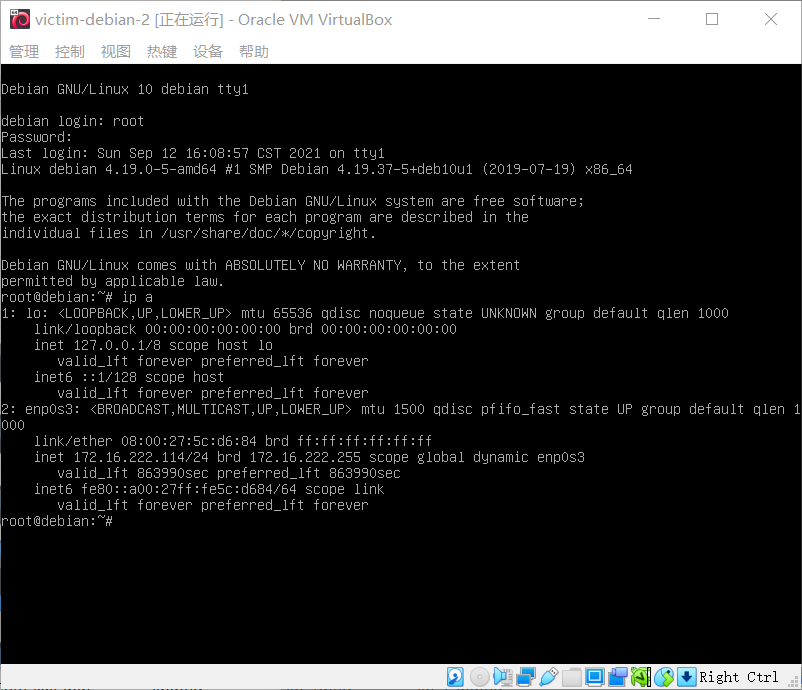 victim-debian-2 [正在运行] - Oracle VM VirtualBox
管理 控制 视图 热键 设备 帮助
Debian GNU/Linux 10 debian tty1
debian login: root
Password:
Last login: Sun Sep 12 16:08:57 CST 2021 on tty1
Linux debian 4.19.0-5-amd64 #1 SMP Debian 4.19.37-5+deb10u1 (2019-07-19) x86_64
The programs included with the Debian GNU/Linux system are free software;
the exact distribution terms for each program are described in the
individual files in /usr/share/doc/*/copyright.
Debian GNU/Linux comes with ABSOLUTELY NO WARRANTY, to the extent
permitted by applicable law.
root@debian:~# ip a
1: lo: <LOOPBACK,UP,LOWER_UP> mtu 65536 qdisc noqueue state UNKNOWN group default qlen 1000
    link/loopback 00:00:00:00:00:00 brd 00:00:00:00:00:00
    inet 127.0.0.1/8 scope host lo
       valid_lft forever preferred_lft forever
    inet6 ::1/128 scope host
       valid_lft forever preferred_lft forever
2: enp0s3: <BROADCAST,MULTICAST,UP,LOWER_UP> mtu 1500 qdisc pfifo_fast state UP group default qlen 1
000
    link/ether 08:00:27:5c:d6:84 brd ff:ff:ff:ff:ff:ff
    inet 172.16.222.114/24 brd 172.16.222.255 scope global dynamic enp0s3
       valid_lft 863990sec preferred_lft 863990sec
    inet6 fe80::a00:27ff:fe5c:d684/64 scope link
       valid_lft forever preferred_lft forever
root@debian:~#
Right Ctrl